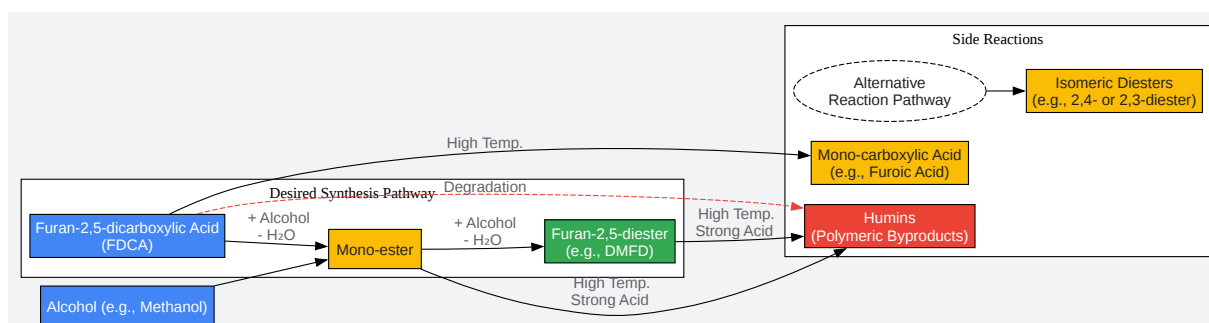 Side Reactions
Alternative
Reaction Pathway
Isomeric Diesters
(e.g., 2,4- or 2,3-diester)
High Temp.
Mono-carboxylic Acid
(e.g., Furoic Acid)
Desired Synthesis Pathway
Degradation
Furan-2,5-dicarboxylic Acid
(FDCA)
+ Alcohol
- H₂O
Mono-ester
+ Alcohol
- H₂O
Furan-2,5-diester
(e.g., DMFD)
High Temp.
Strong Acid
Humins
(Polymeric Byproducts)
High Temp.
Strong Acid
Alcohol (e.g., Methanol)